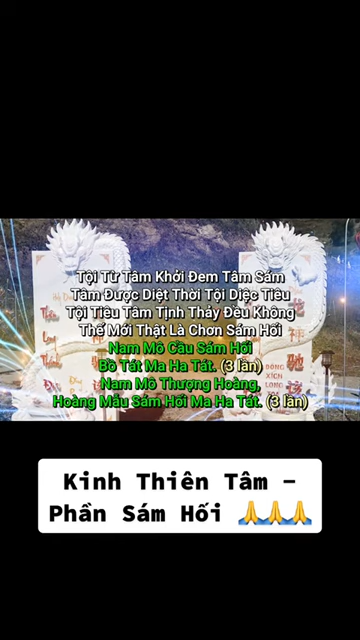 Tội Từ Tâm Khởi Đem Tâm Sám
Tâm Được Diệt Thời Tội Diệc Tiêu
Tội Tiêu Tâm Tịnh Thảy Đều Không
Thế Mới Thật Là Chơn Sám Hối
Nam Mô Cầu Sám Hối
Bồ Tát Ma Ha Tát. (3 lần)
Nam Mô Thượng Hoàng,
Hoàng Mẫu Sám Hối Ma Ha Tát. (3 lần)
Kinh Thiên Tâm -
Phần Sám Hối 🙏🙏🙏